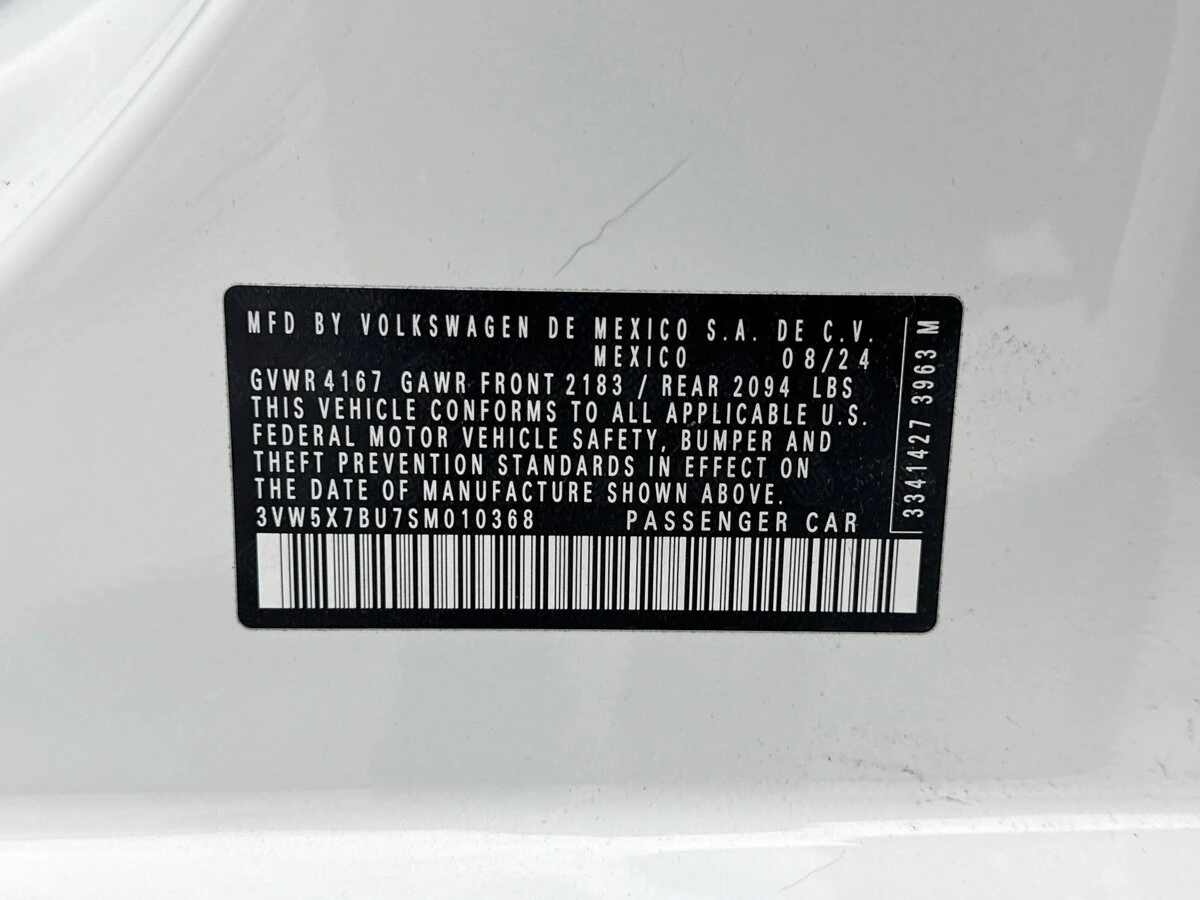 MFD BY VOLKSWAGEN DE MEXICO S.A. DE C.V.
MEXICO 08/24
GVWR 4167 GAWR FRONT 2183 / REAR 2094 LBS
THIS VEHICLE CONFORMS TO ALL APPLICABLE U.S.
FEDERAL MOTOR VEHICLE SAFETY, BUMPER AND
THEFT PREVENTION STANDARDS IN EFFECT ON
THE DATE OF MANUFACTURE SHOWN ABOVE.
3VW5X7BU7SM010368 PASSENGER CAR
3341427 3963 M